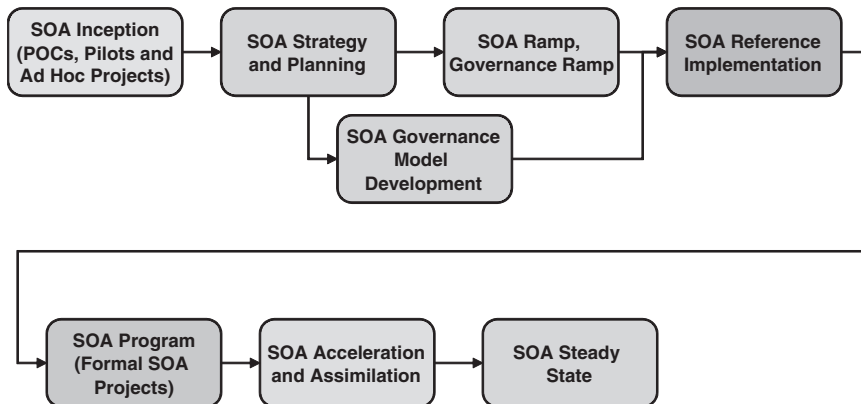 SOA Inception
(POCs, Pilots and
Ad Hoc Projects)
SOA Strategy
and Planning
SOA Ramp,
Governance Ramp
SOA Reference
Implementation
SOA Governance
Model
Development
SOA Program
(Formal SOA
Projects)
SOA Acceleration
and Assimilation
SOA Steady
State